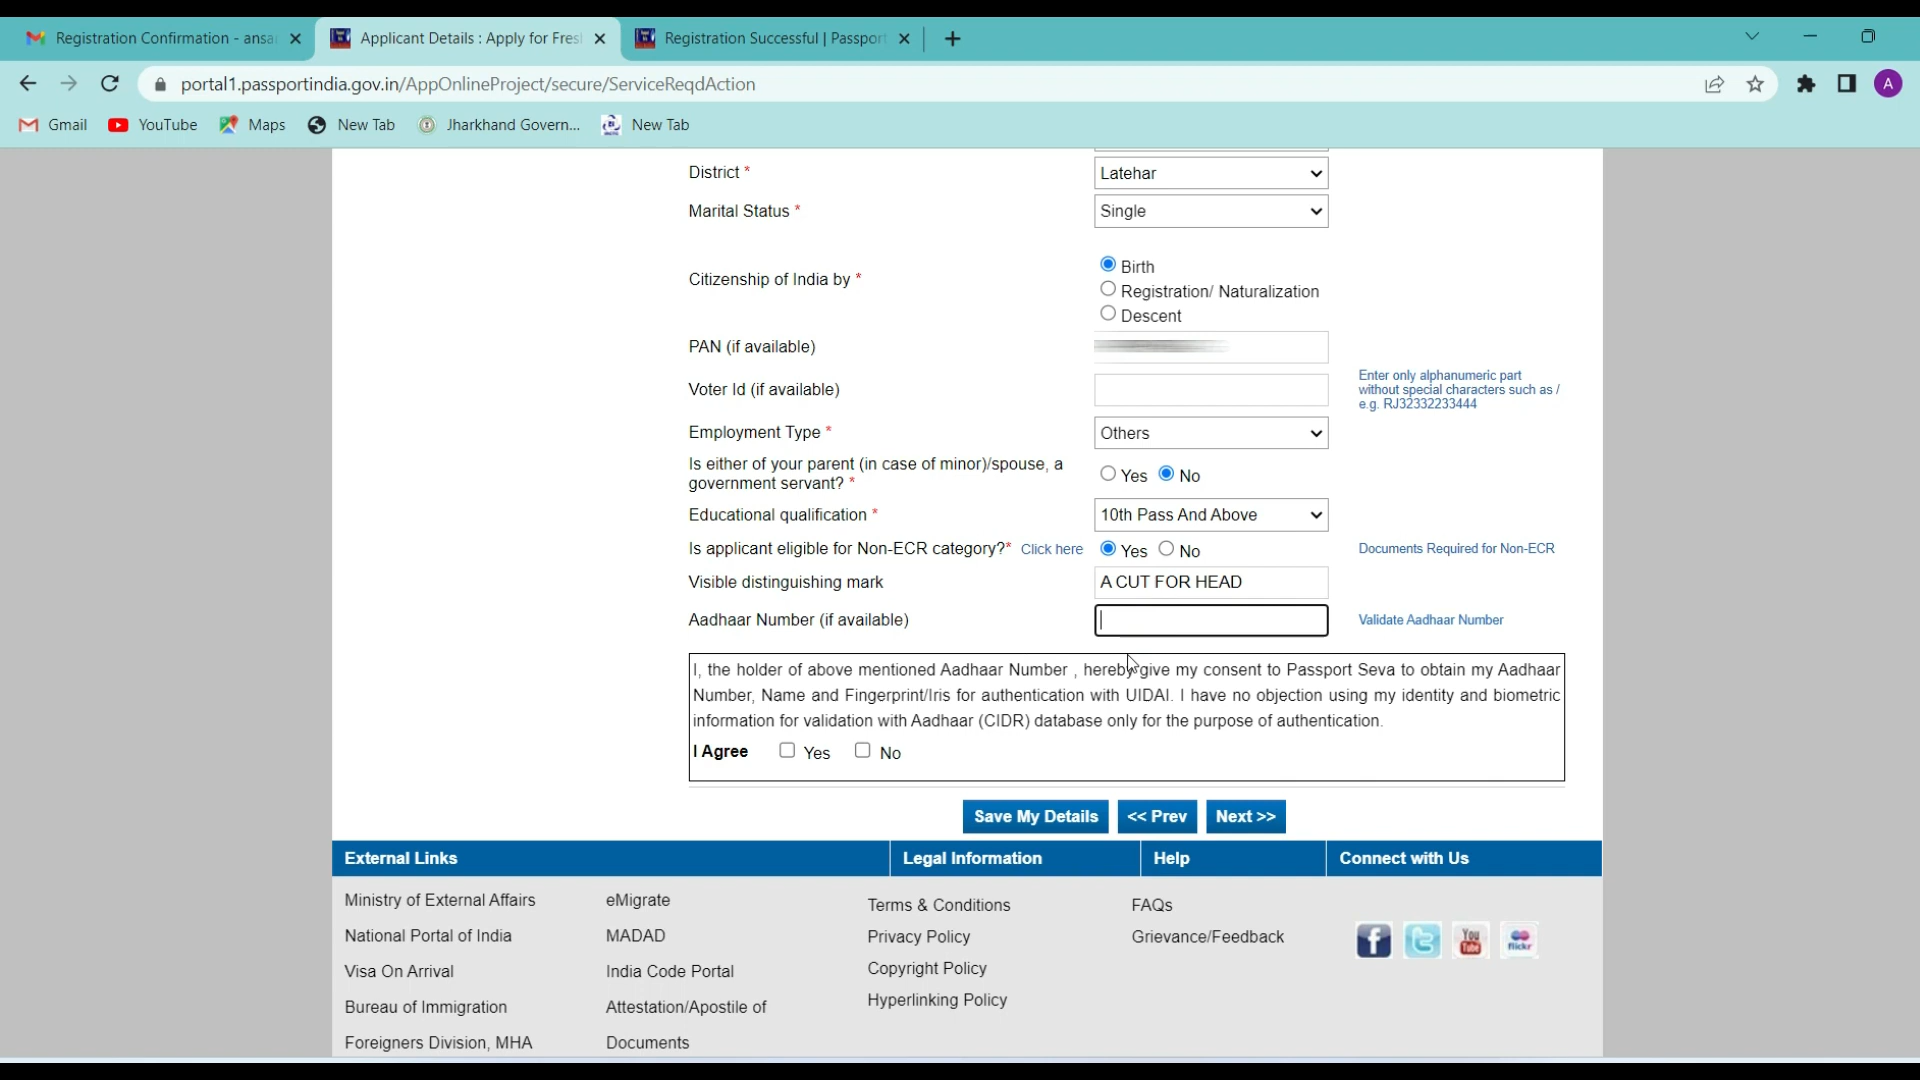 Registration Confirmation - ansa
Applicant Details : Apply for Fres
Registration Successful | Passport
portal1.passportindia.gov.in/AppOnlineProject/secure/ServiceReqdAction
A
Gmail YouTube Maps New Tab Jharkhand Govern... New Tab
District * Latehar
Marital Status * Single
Citizenship of India by *
Birth
Registration/ Naturalization
Descent
PAN (if available)
Voter Id (if available)
Enter only alphanumeric part
without special characters such as /
e.g. RJ32332233444
Employment Type * Others
Is either of your parent (in case of minor)/spouse, a
government servant? *
Yes No
Educational qualification * 10th Pass And Above
Is applicant eligible for Non-ECR category?* Click here Yes No Documents Required for Non-ECR
Visible distinguishing mark A CUT FOR HEAD
Aadhaar Number (if available) Validate Aadhaar Number
I, the holder of above mentioned Aadhaar Number , hereby give my consent to Passport Seva to obtain my Aadhaar
Number, Name and Fingerprint/Iris for authentication with UIDAI. I have no objection using my identity and biometric
information for validation with Aadhaar (CIDR) database only for the purpose of authentication.
I Agree Yes No
Save My Details << Prev Next >>
External Links Legal Information Help Connect with Us
Ministry of External Affairs eMigrate Terms & Conditions FAQs
National Portal of India MADAD Privacy Policy Grievance/Feedback
Visa On Arrival India Code Portal Copyright Policy
Bureau of Immigration Attestation/Apostile of Hyperlinking Policy
Foreigners Division, MHA Documents
You
Tube
flickr